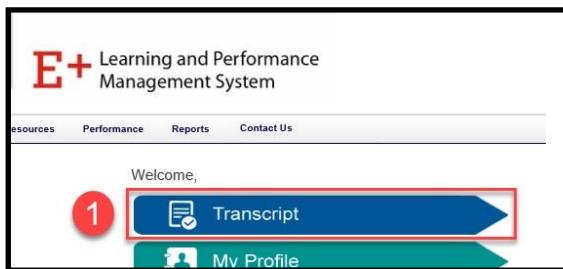 E+ Learning and Performance
Management System
esources Performance Reports Contact Us
Welcome,
1 Transcript
My Profile